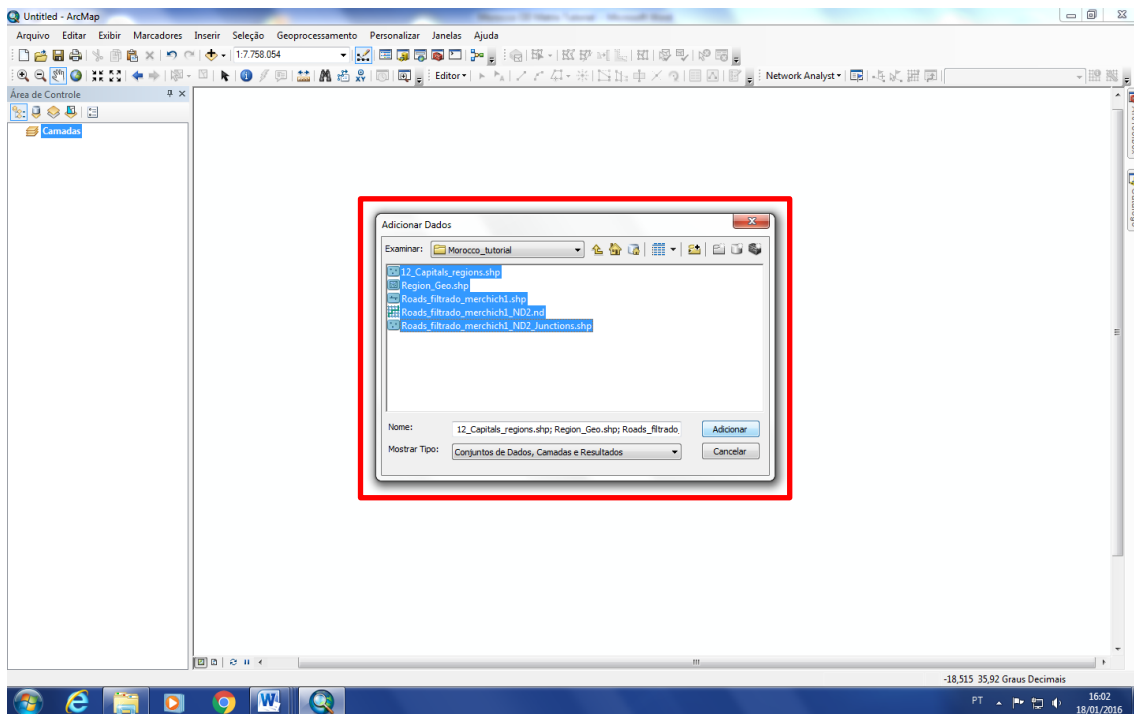 Untitled - ArcMap
Arquivo Editar Exibir Marcadores Inserir Seleção Geoprocessamento Personalizar Janelas Ajuda
1:7.758.054
Editor Network Analyst
Área de Controle
Camadas
Adicionar Dados
Examinar: Morocco_tutorial
12_Capitals_regions.shp
Region_Geo.shp
Roads_filtrado_merchich1.shp
Roads_filtrado_merchich1_ND2.nd
Roads_filtrado_merchich1_ND2_Junctions.shp
Nome: 12_Capitals_regions.shp; Region_Geo.shp; Roads_filtrado_ Adicionar
Mostrar Tipo: Conjuntos de Dados, Camadas e Resultados Cancelar
-18,515 35,92 Graus Decimais
PT 16:02
18/01/2016